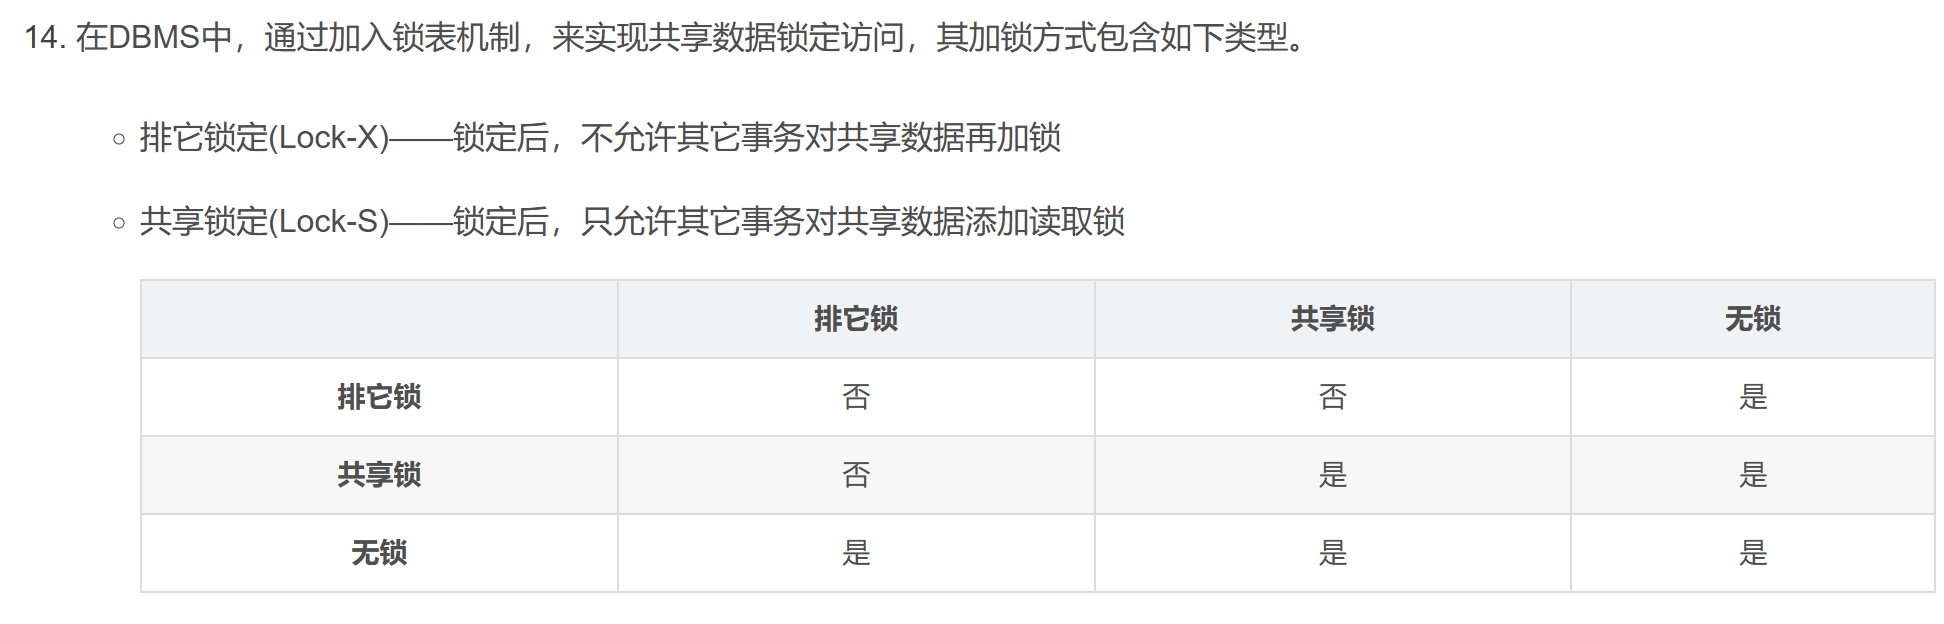 14. 在DBMS中，通过加入锁表机制，来实现共享数据锁定访问，其加锁方式包含如下类型。
排它锁定(Lock-X)——锁定后，不允许其它事务对共享数据再加锁
共享锁定(Lock-S)——锁定后，只允许其它事务对共享数据添加读取锁
排它锁 共享锁 无锁
排它锁 否 否 是
共享锁 否 是 是
无锁 是 是 是